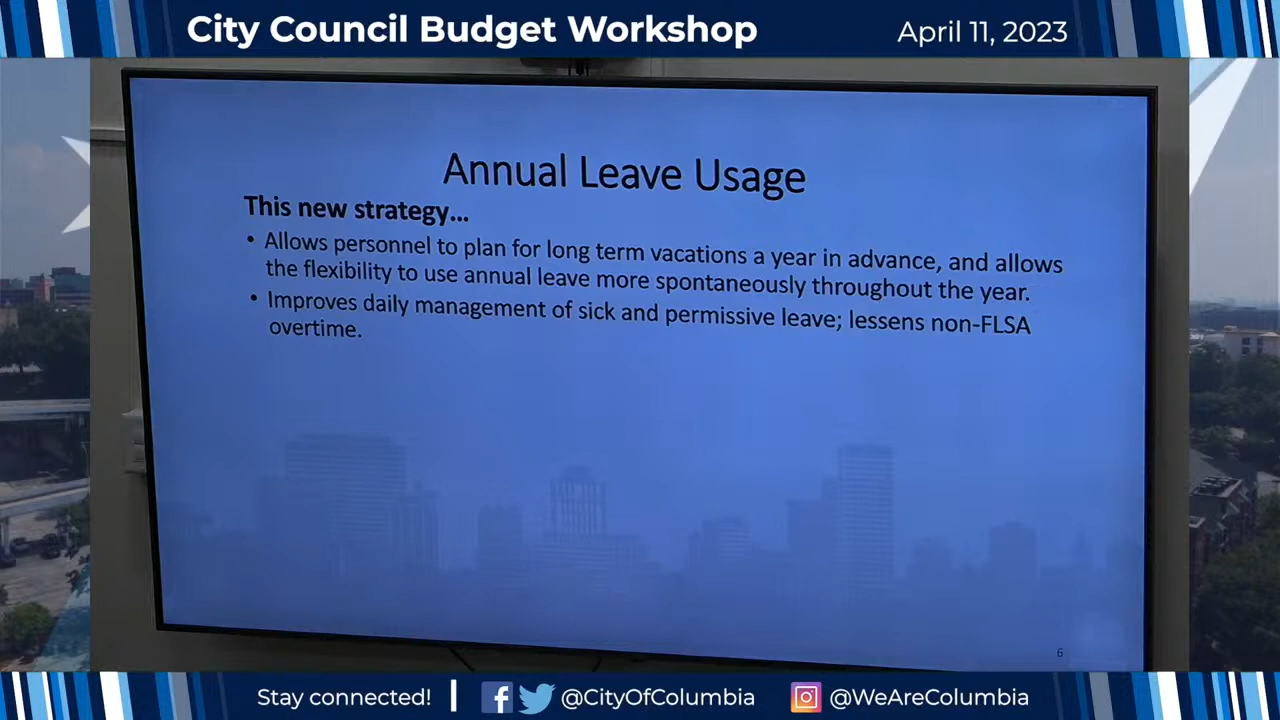 City Council Budget Workshop
April 11, 2023
Annual Leave Usage
This new strategy...
• Allows personnel to plan for long term vacations a year in advance, and allows
the flexibility to use annual leave more spontaneously throughout the year.
• Improves daily management of sick and permissive leave; lessens non-FLSA
overtime.
6
Stay connected! | @CityOfColumbia @WeAreColumbia